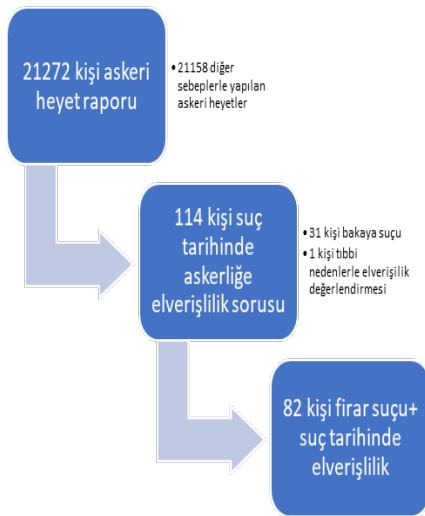 21272 kişi askeri
heyet raporu
• 21158 diğer
sebeplerle yapılan
askeri heyetler
114 kişi suç
tarihinde
askerliğe
elverişlilik sorusu
• 31 kişi bakaya suçu
• 1 kişi tıbbi
nedenlerle elverişilik
değerlendirmesi
82 kişi firar suçu+
suç tarihinde
elverişlilik